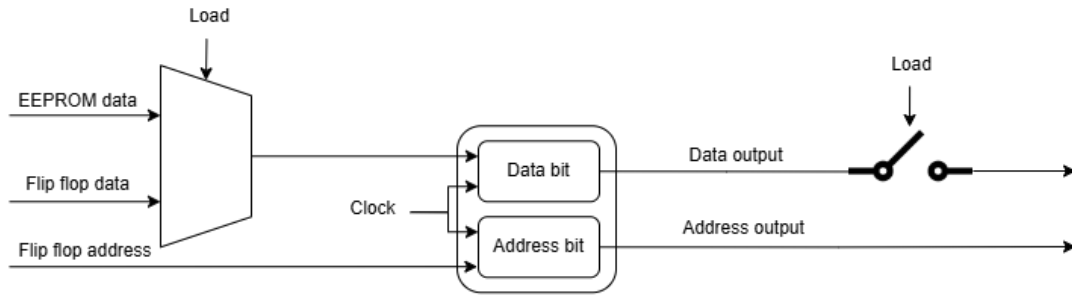 Load
EEPROM data
Load
Data output
Data bit
Flip flop data
Clock
Address output
Flip flop address
Address bit